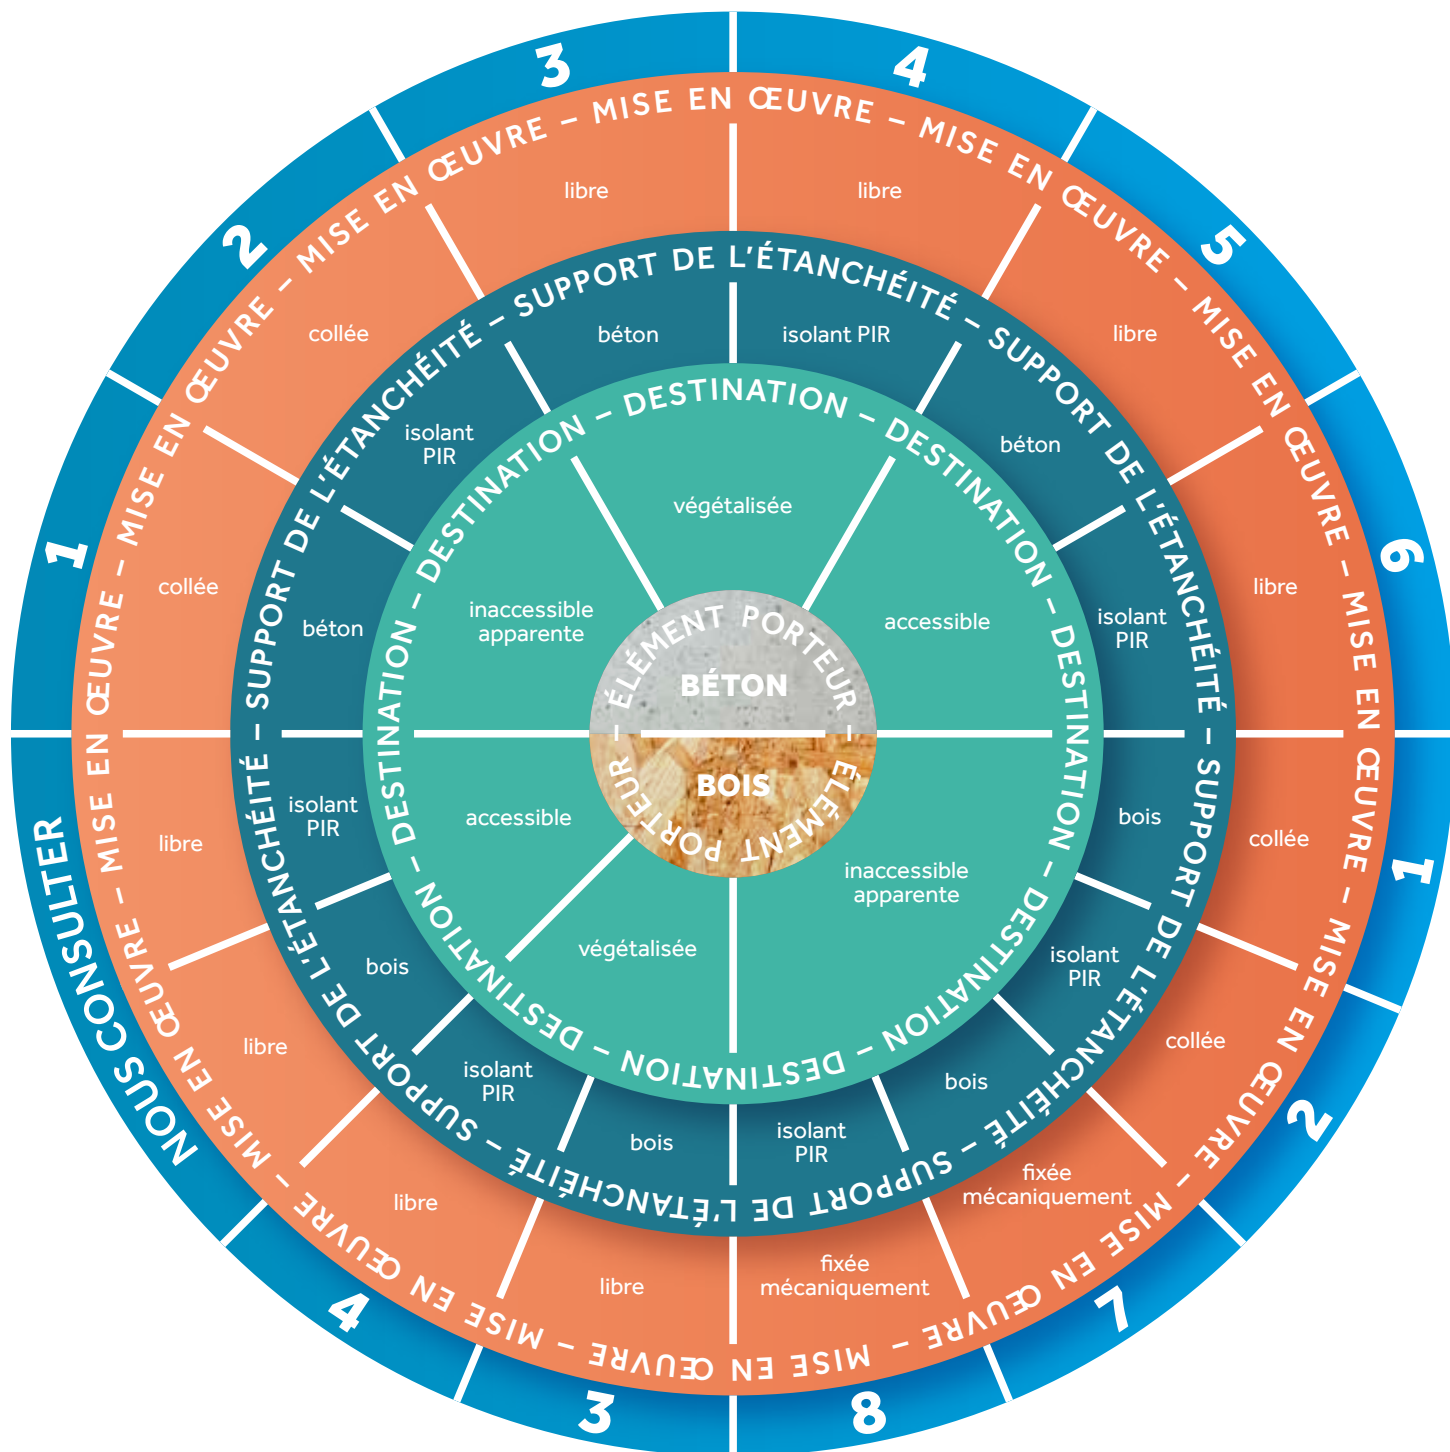 1
2
3
4
5
6
1
2
7
8
3
4
NOUS CONSULTER
MISE EN ŒUVRE – MISE EN ŒUVRE – MISE EN ŒUVRE – MISE EN ŒUVRE – MISE EN ŒUVRE – MISE EN ŒUVRE – MISE EN ŒUVRE – MISE EN ŒUVRE – MISE EN ŒUVRE – MISE EN ŒUVRE – MISE EN ŒUVRE – MISE EN ŒUVRE –
collée
collée
libre
libre
libre
libre
collée
collée
fixée
mécaniquement
fixée
mécaniquement
libre
libre
libre
libre
SUPPORT DE L'ÉTANCHÉITÉ – SUPPORT DE L'ÉTANCHÉITÉ – SUPPORT DE L'ÉTANCHÉITÉ – SUPPORT DE L'ÉTANCHÉITÉ – SUPPORT DE L'ÉTANCHÉITÉ – SUPPORT DE L'ÉTANCHÉITÉ –
béton
isolant
PIR
béton
isolant PIR
béton
isolant
PIR
bois
isolant
PIR
bois
isolant
PIR
bois
isolant
PIR
bois
isolant
PIR
DESTINATION – DESTINATION – DESTINATION – DESTINATION – DESTINATION – DESTINATION – DESTINATION – DESTINATION –
inaccessible
apparente
végétalisée
accessible
inaccessible
apparente
végétalisée
accessible
ÉLÉMENT PORTEUR – ÉLÉMENT PORTEUR –
BÉTON
BOIS